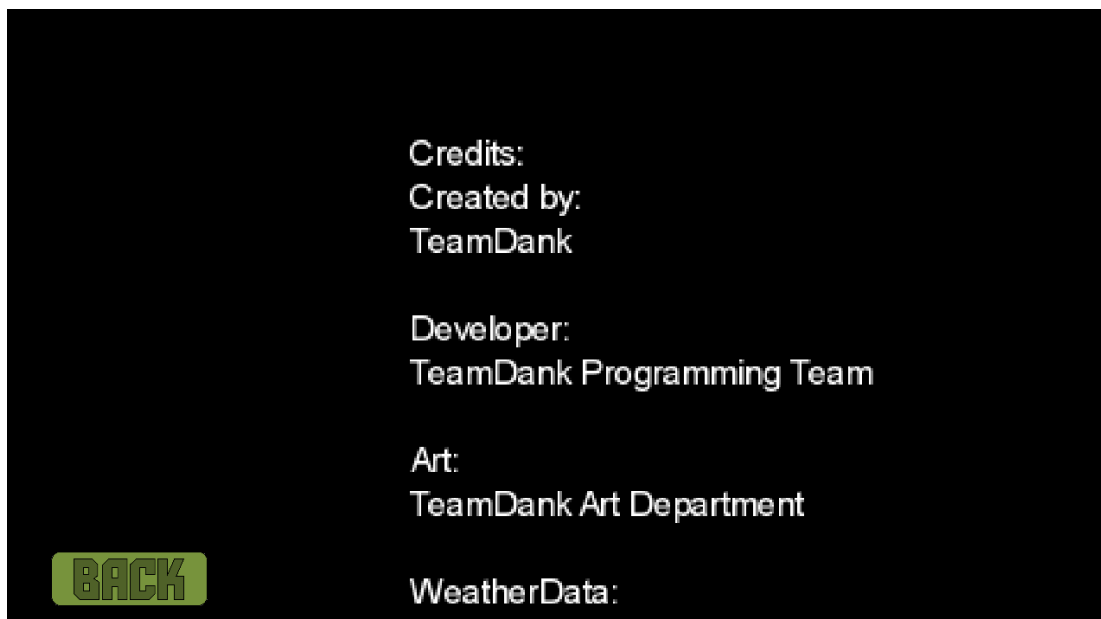 Credits:
Created by:
TeamDank
Developer:
TeamDank Programming Team
Art:
TeamDank Art Department
WeatherData:
BACK